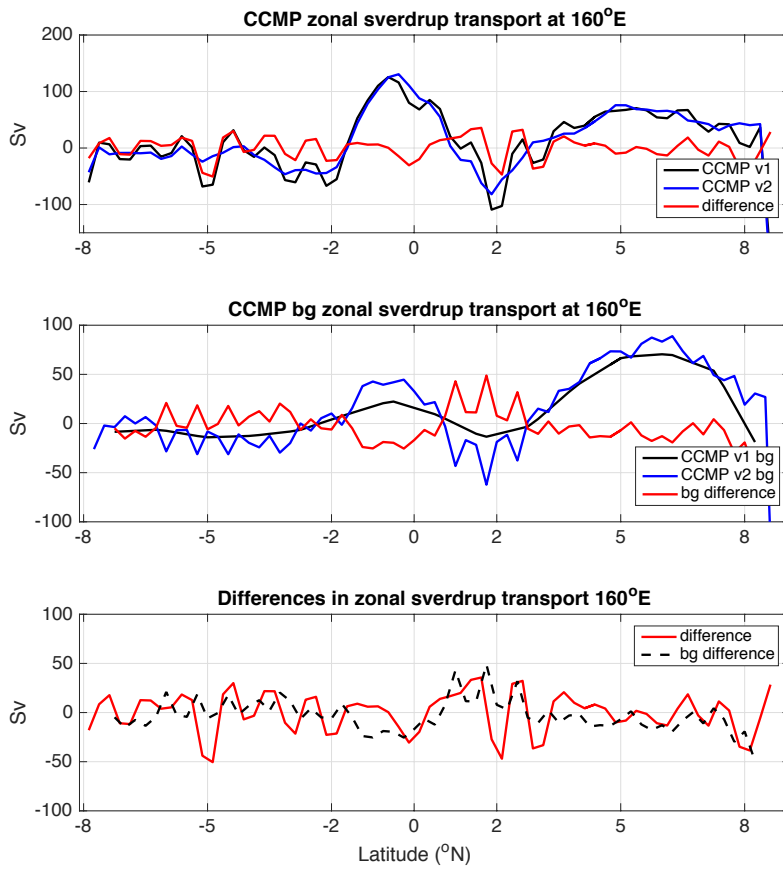 CCMP zonal sverdrup transport at 160°E
200
100
0
-100
Sv
CCMP v1
CCMP v2
difference
-8 -5 -2 0 2 5 8
CCMP bg zonal sverdrup transport at 160°E
100
50
0
-50
-100
Sv
CCMP v1 bg
CCMP v2 bg
bg difference
-8 -5 -2 0 2 5 8
Differences in zonal sverdrup transport 160°E
100
50
0
-50
-100
Sv
difference
bg difference
-8 -5 -2 0 2 5 8
Latitude (°N)